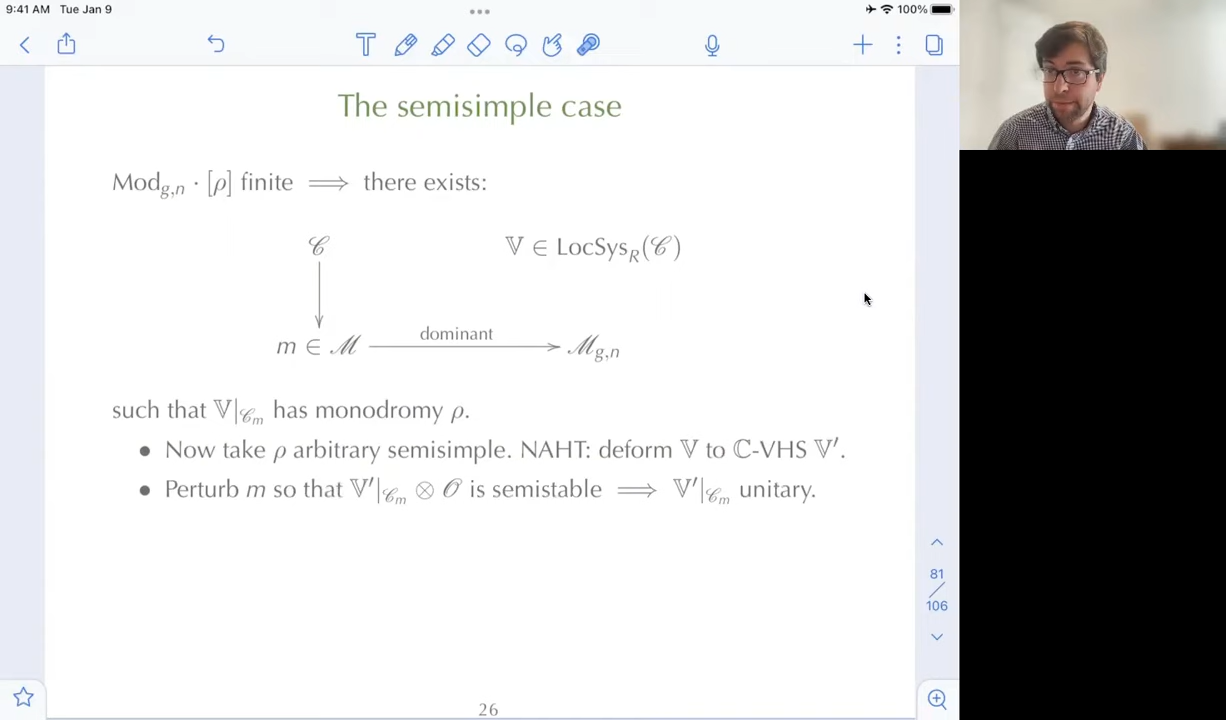 9:41 AM Tue Jan 9
100%
The semisimple case
Mod_{g,n} · [ρ] finite ⟹ there exists:
𝒞 𝕍 ∈ LocSys_R(𝒞)
dominant
m ∈ ℳ ⟶ ℳ_{g,n}
such that 𝕍|_{𝒞_m} has monodromy ρ.
• Now take ρ arbitrary semisimple. NAHT: deform 𝕍 to ℂ-VHS 𝕍′.
• Perturb m so that 𝕍′|_{𝒞_m} ⊗ 𝒪 is semistable ⟹ 𝕍′|_{𝒞_m} unitary.
81
106
26